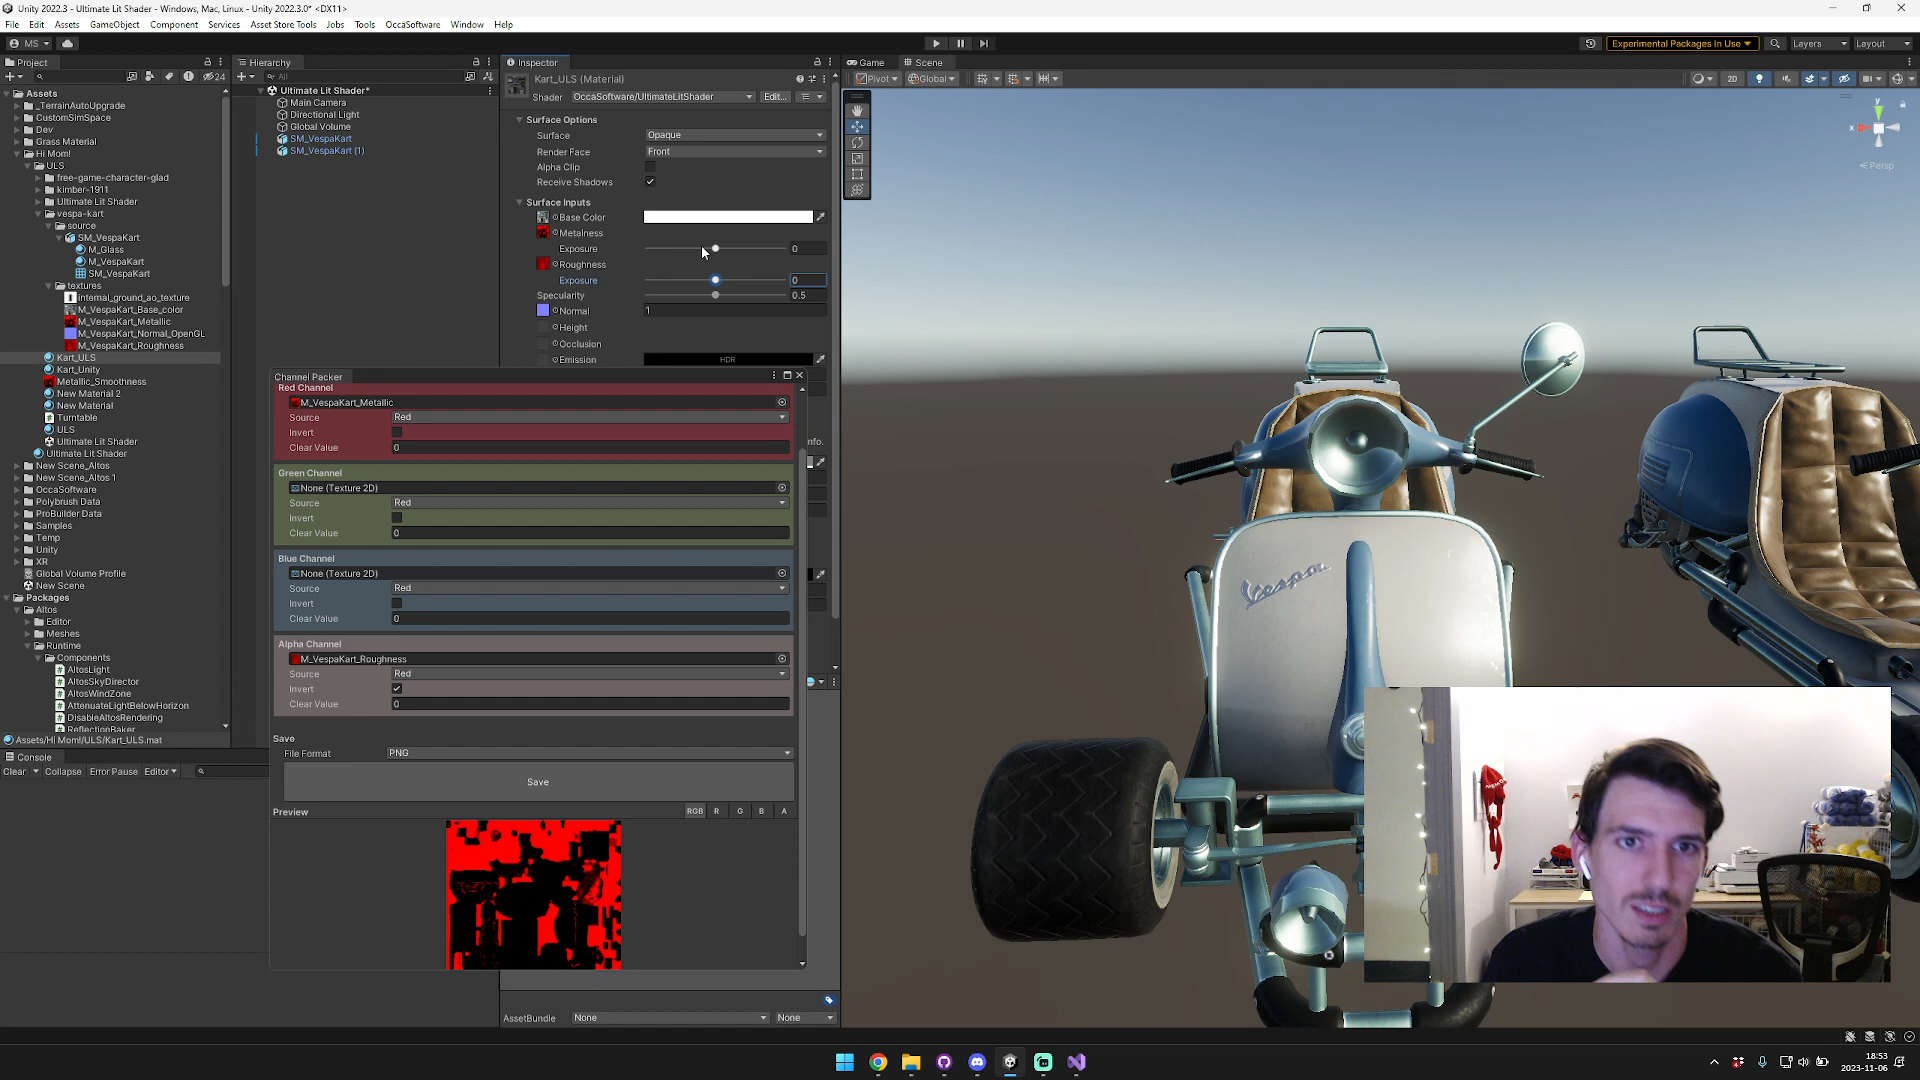 Unity 2022.3 - Ultimate Lit Shader - Windows, Mac, Linux - Unity 2022.3.0* <DX11>
File Edit Assets GameObject Component Services Asset Store Tools Jobs Tools OccaSoftware Window Help
MS
Experimental Packages In Use
Layers
Layout
Project
24
Assets
_TerrainAutoUpgrade
CustomSimSpace
Dev
Grass Material
Hi Mom!
ULS
free-game-character-glad
kimber-1911
Ultimate Lit Shader
vespa-kart
source
SM_VespaKart
M_Glass
M_VespaKart
SM_VespaKart
textures
internal_ground_ao_texture
M_VespaKart_Base_color
M_VespaKart_Metallic
M_VespaKart_Normal_OpenGL
M_VespaKart_Roughness
Kart_ULS
Kart_Unity
Metallic_Smoothness
New Material 2
New Material
Turntable
ULS
Ultimate Lit Shader
Ultimate Lit Shader
New Scene_Altos
New Scene_Altos 1
OccaSoftware
Polybrush Data
ProBuilder Data
Samples
Temp
Unity
XR
Global Volume Profile
New Scene
Packages
Altos
Editor
Meshes
Runtime
Components
AltosLight
AltosSkyDirector
AltosWindZone
AttenuateLightBelowHorizon
DisableAltosRendering
ReflectionBaker
Assets/Hi Mom!/ULS/Kart_ULS.mat
Console
Clear Collapse Error Pause Editor
Hierarchy
All
Ultimate Lit Shader*
Main Camera
Directional Light
Global Volume
SM_VespaKart
SM_VespaKart (1)
Inspector
Kart_ULS (Material)
Shader OccaSoftware/UltimateLitShader Edit...
Surface Options
Surface Opaque
Render Face Front
Alpha Clip
Receive Shadows
Surface Inputs
Base Color
Metalness
Exposure 0
Roughness
Exposure 0
Specularity 0.5
Normal 1
Height
Occlusion
Emission HDR
nfo.
Channel Packer
Red Channel
M_VespaKart_Metallic
Source Red
Invert
Clear Value 0
Green Channel
None (Texture 2D)
Source Red
Invert
Clear Value 0
Blue Channel
None (Texture 2D)
Source Red
Invert
Clear Value 0
Alpha Channel
M_VespaKart_Roughness
Source Red
Invert
Clear Value 0
Save
File Format PNG
Save
Preview RGB R G B A
AssetBundle None None
Game Scene
Pivot Global
2D
y
x
Persp
Vespa
18:53
2023-11-06